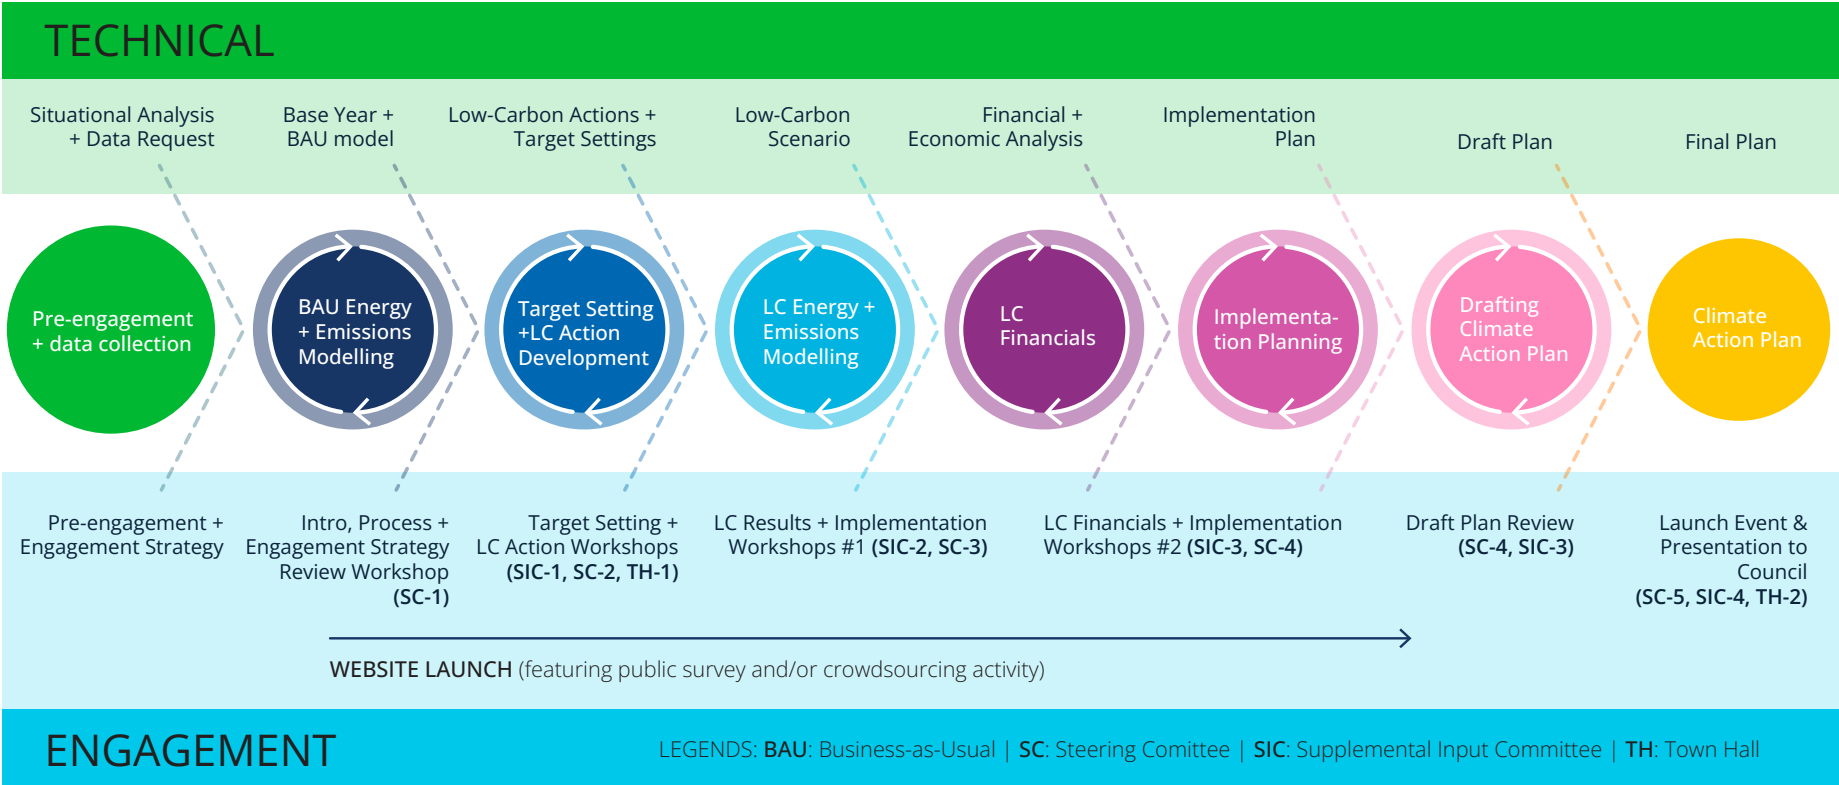 TECHNICAL
Situational Analysis
+ Data Request
Base Year +
BAU model
Low-Carbon Actions +
Target Settings
Low-Carbon
Scenario
Financial +
Economic Analysis
Implementation
Plan
Draft Plan
Final Plan
Pre-engagement
+ data collection
BAU Energy
+ Emissions
Modelling
Target Setting
+LC Action
Development
LC Energy +
Emissions
Modelling
LC
Financials
Implementa-
tion Planning
Drafting
Climate
Action Plan
Climate
Action Plan
Pre-engagement +
Engagement Strategy
Intro, Process +
Engagement Strategy
Review Workshop
(SC-1)
Target Setting +
LC Action Workshops
(SIC-1, SC-2, TH-1)
LC Results + Implementation
Workshops #1 (SIC-2, SC-3)
LC Financials + Implementation
Workshops #2 (SIC-3, SC-4)
Draft Plan Review
(SC-4, SIC-3)
Launch Event &
Presentation to
Council
(SC-5, SIC-4, TH-2)
WEBSITE LAUNCH (featuring public survey and/or crowdsourcing activity)
ENGAGEMENT
LEGENDS: BAU: Business-as-Usual | SC: Steering Comittee | SIC: Supplemental Input Committee | TH: Town Hall